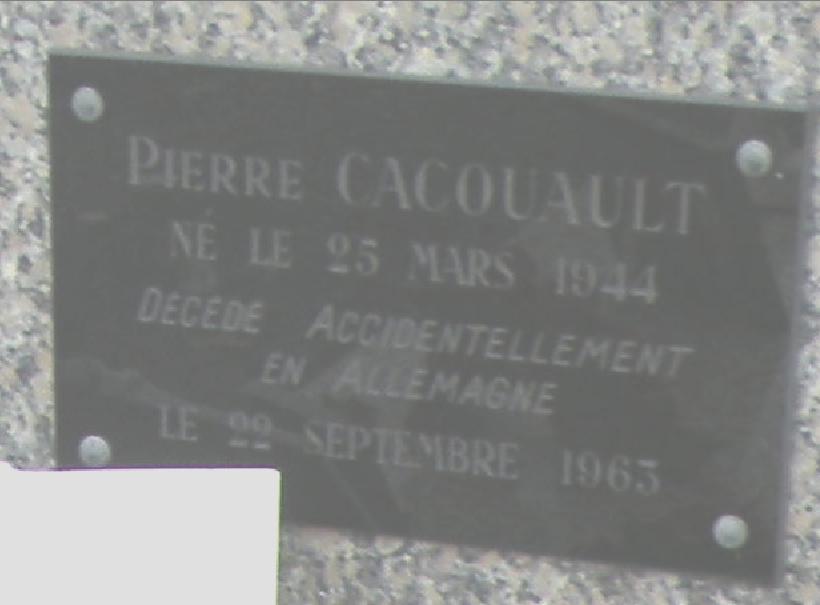 PIERRE CACOUAULT
NÉ LE 25 MARS 1944
DÉCÉDÉ ACCIDENTELLEMENT
EN ALLEMAGNE
LE 22 SEPTEMBRE 1963